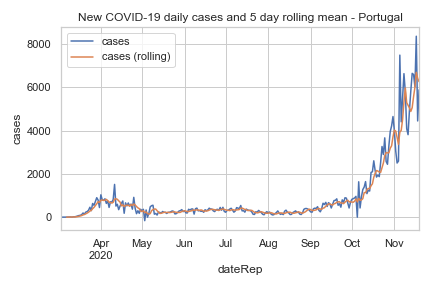 New COVID-19 daily cases and 5 day rolling mean - Portugal
cases
cases (rolling)
8000
6000
4000
2000
0
cases
Apr
2020
May
Jun
Jul
Aug
Sep
Oct
Nov
dateRep